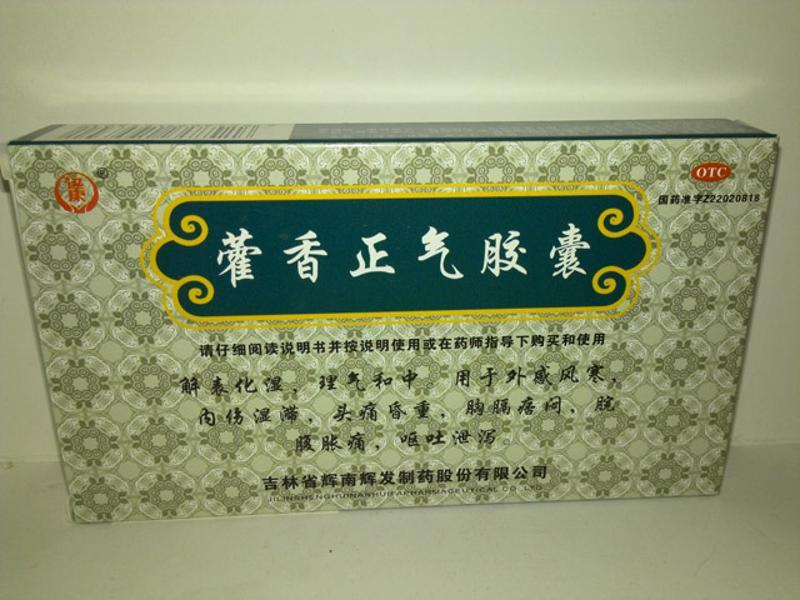 OTC
国药准字Z22020818
藿香正气胶囊
请仔细阅读说明书并按说明使用或在药师指导下购买和使用
解表化湿，理气和中。用于外感风寒，
内伤湿滞，头痛昏重，胸膈痞闷，脘
腹胀痛，呕吐泄泻。
吉林省辉南辉发制药股份有限公司
JILINSHENGHUINANHUIFAPHARMACEUTICAL CO.,LTD